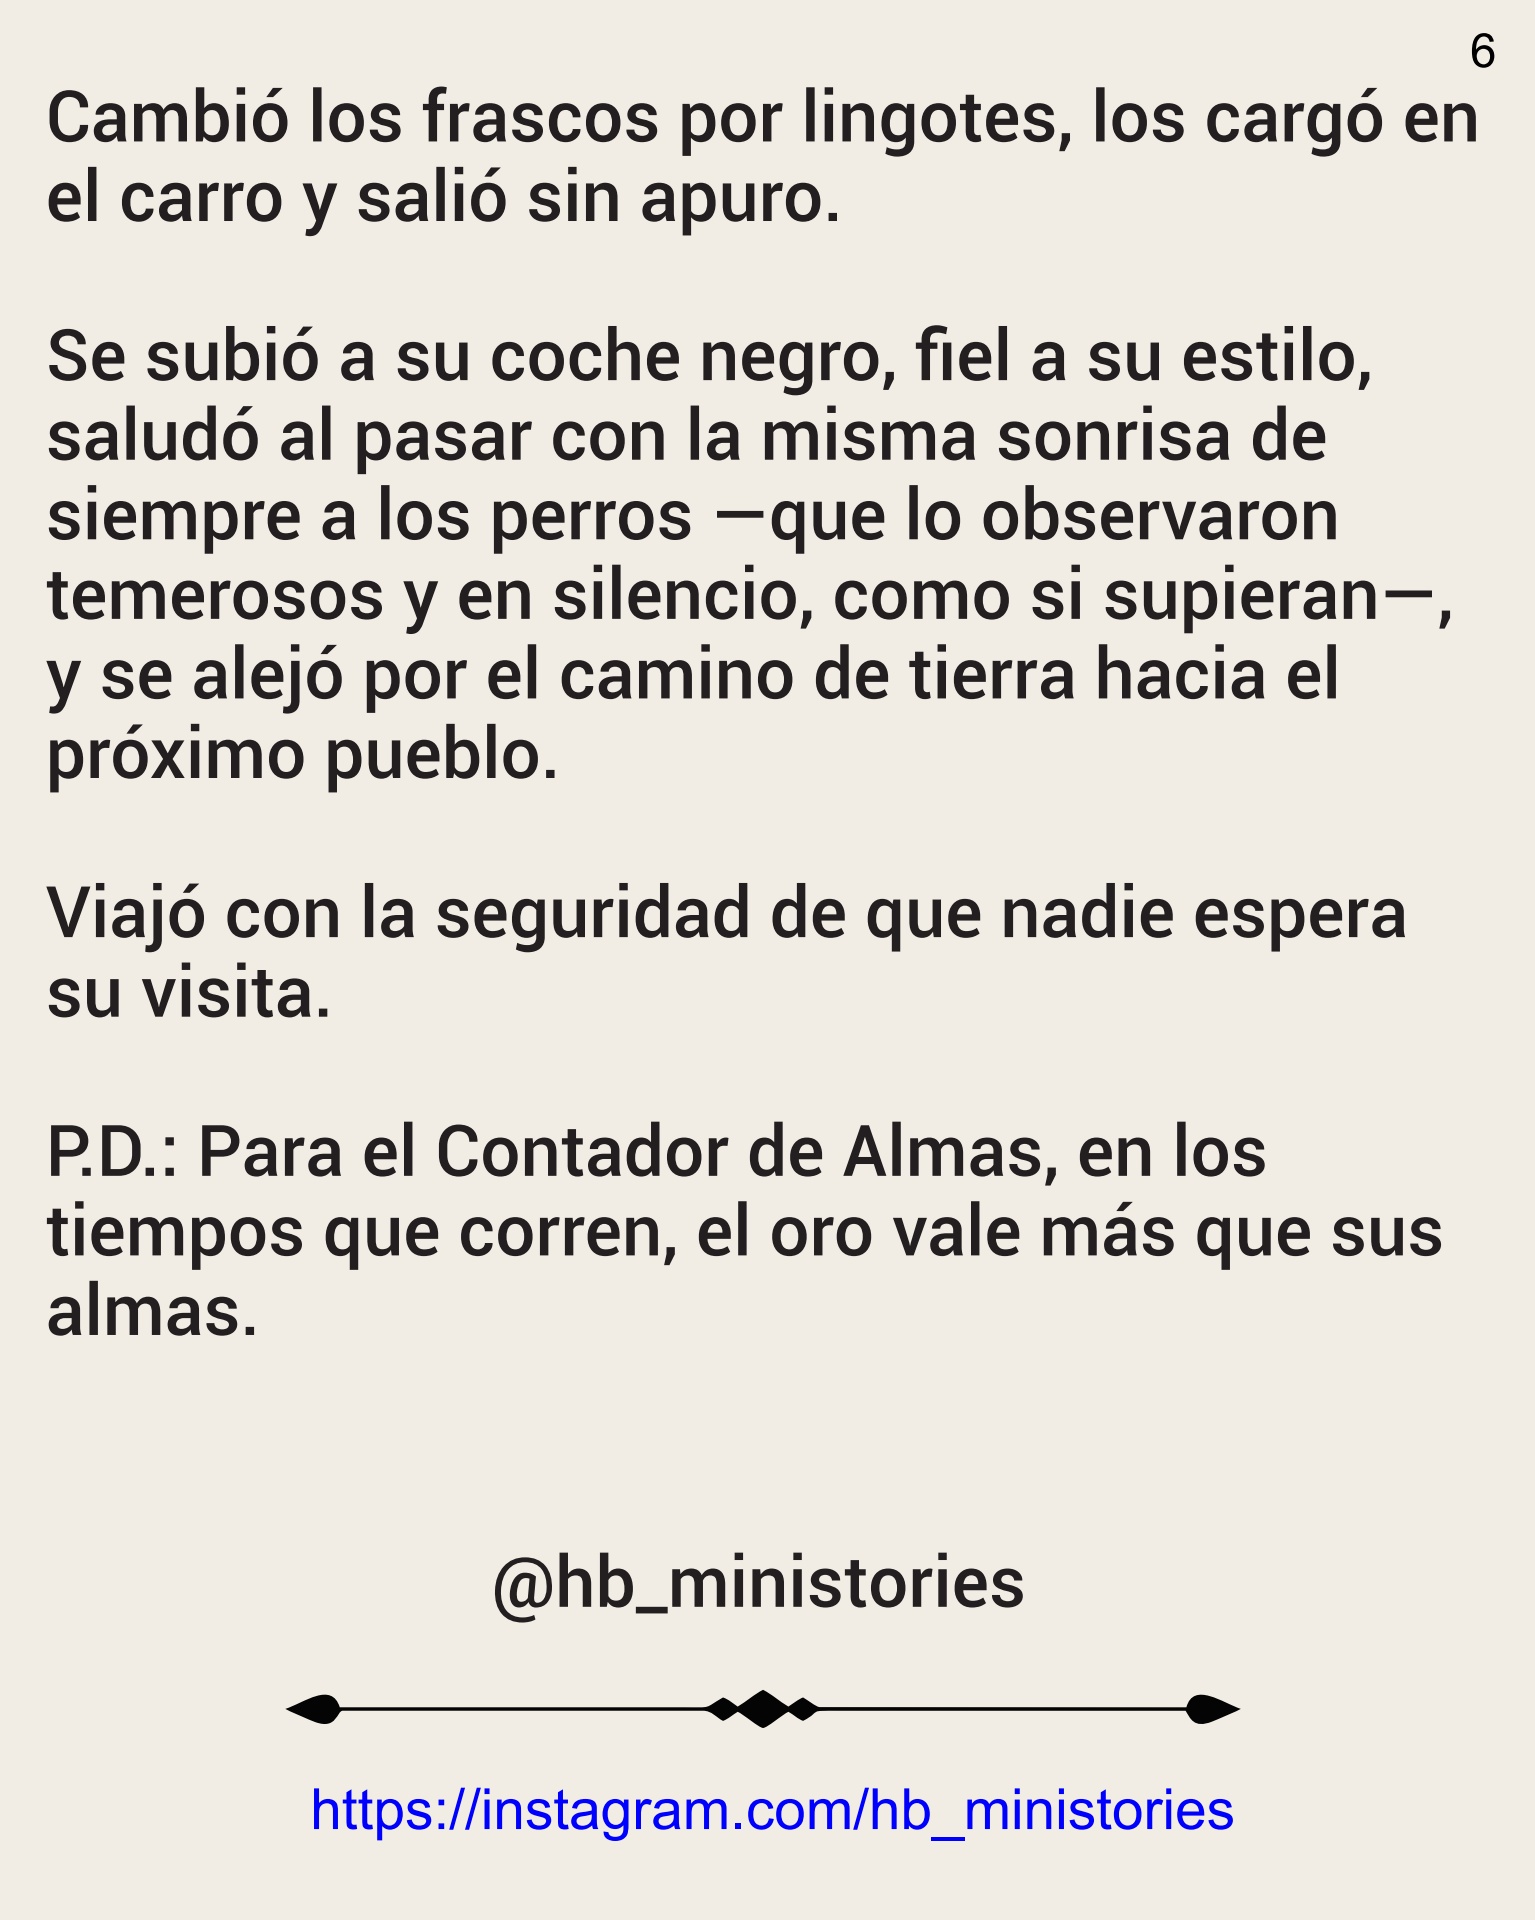 6
Cambió los frascos por lingotes, los cargó en
el carro y salió sin apuro.
Se subió a su coche negro, fiel a su estilo,
saludó al pasar con la misma sonrisa de
siempre a los perros —que lo observaron
temerosos y en silencio, como si supieran—,
y se alejó por el camino de tierra hacia el
próximo pueblo.
Viajó con la seguridad de que nadie espera
su visita.
P.D.: Para el Contador de Almas, en los
tiempos que corren, el oro vale más que sus
almas.
@hb_ministories
https://instagram.com/hb_ministories